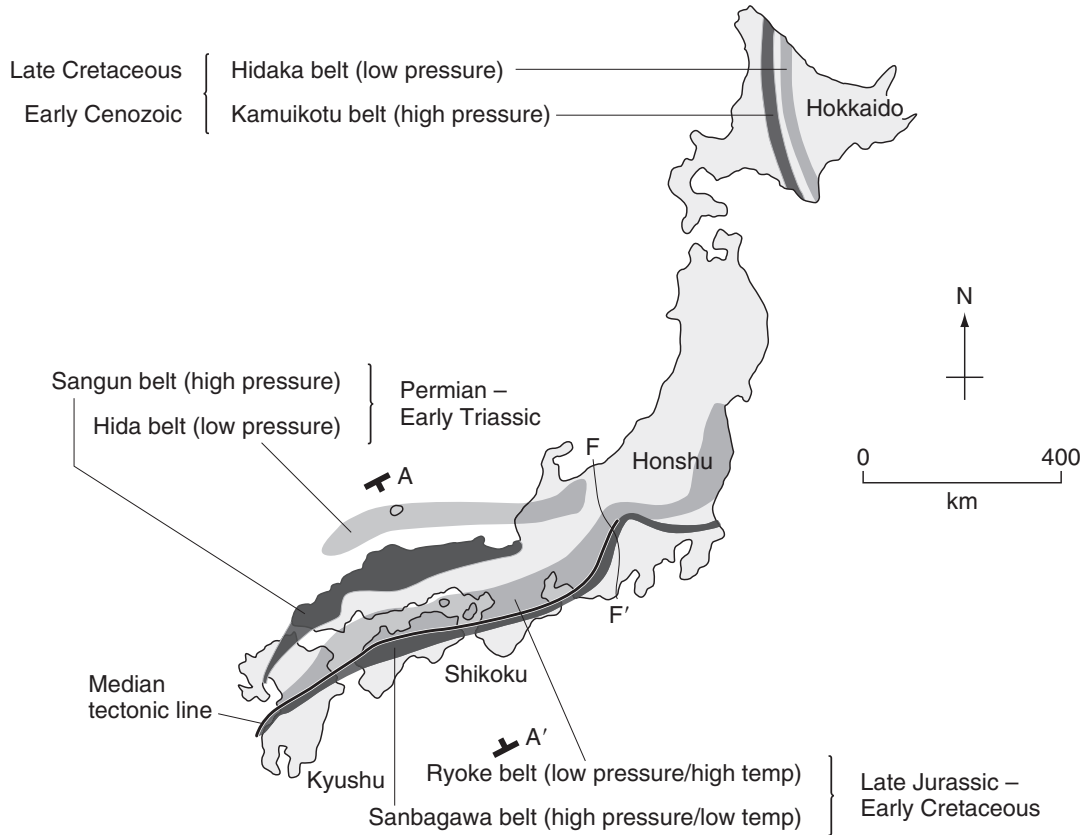 Late Cretaceous
Early Cenozoic
Hidaka belt (low pressure)
Kamuikotu belt (high pressure)
Hokkaido
N
0 400
km
Sangun belt (high pressure)
Hida belt (low pressure)
Permian –
Early Triassic
A
F
Honshu
F′
Shikoku
Median
tectonic line
A′
Kyushu
Ryoke belt (low pressure/high temp)
Sanbagawa belt (high pressure/low temp)
Late Jurassic –
Early Cretaceous